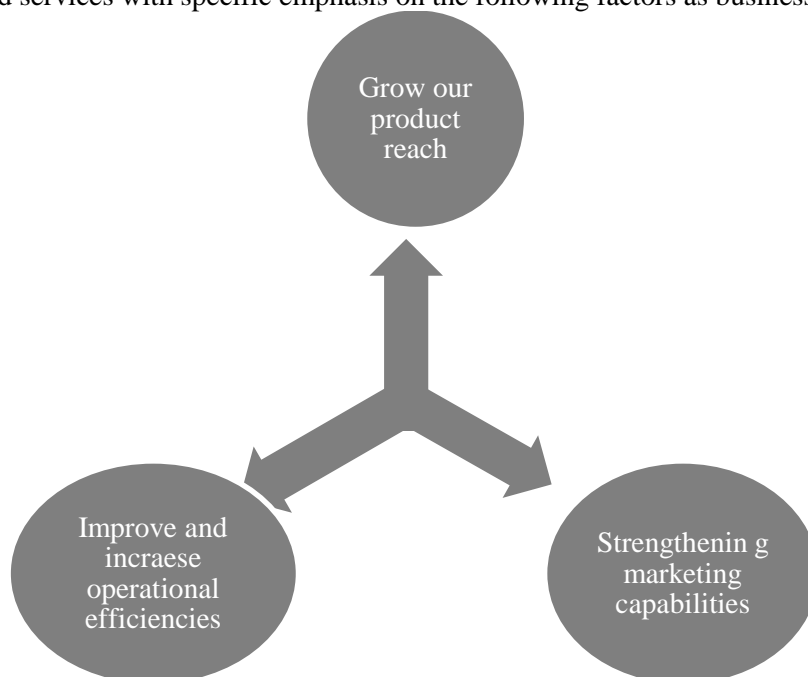 d services with specific emphasis on the following factors as business
Grow our
product
reach
Improve and
incraese
operational
efficiencies
Strengthenin g
marketing
capabilities